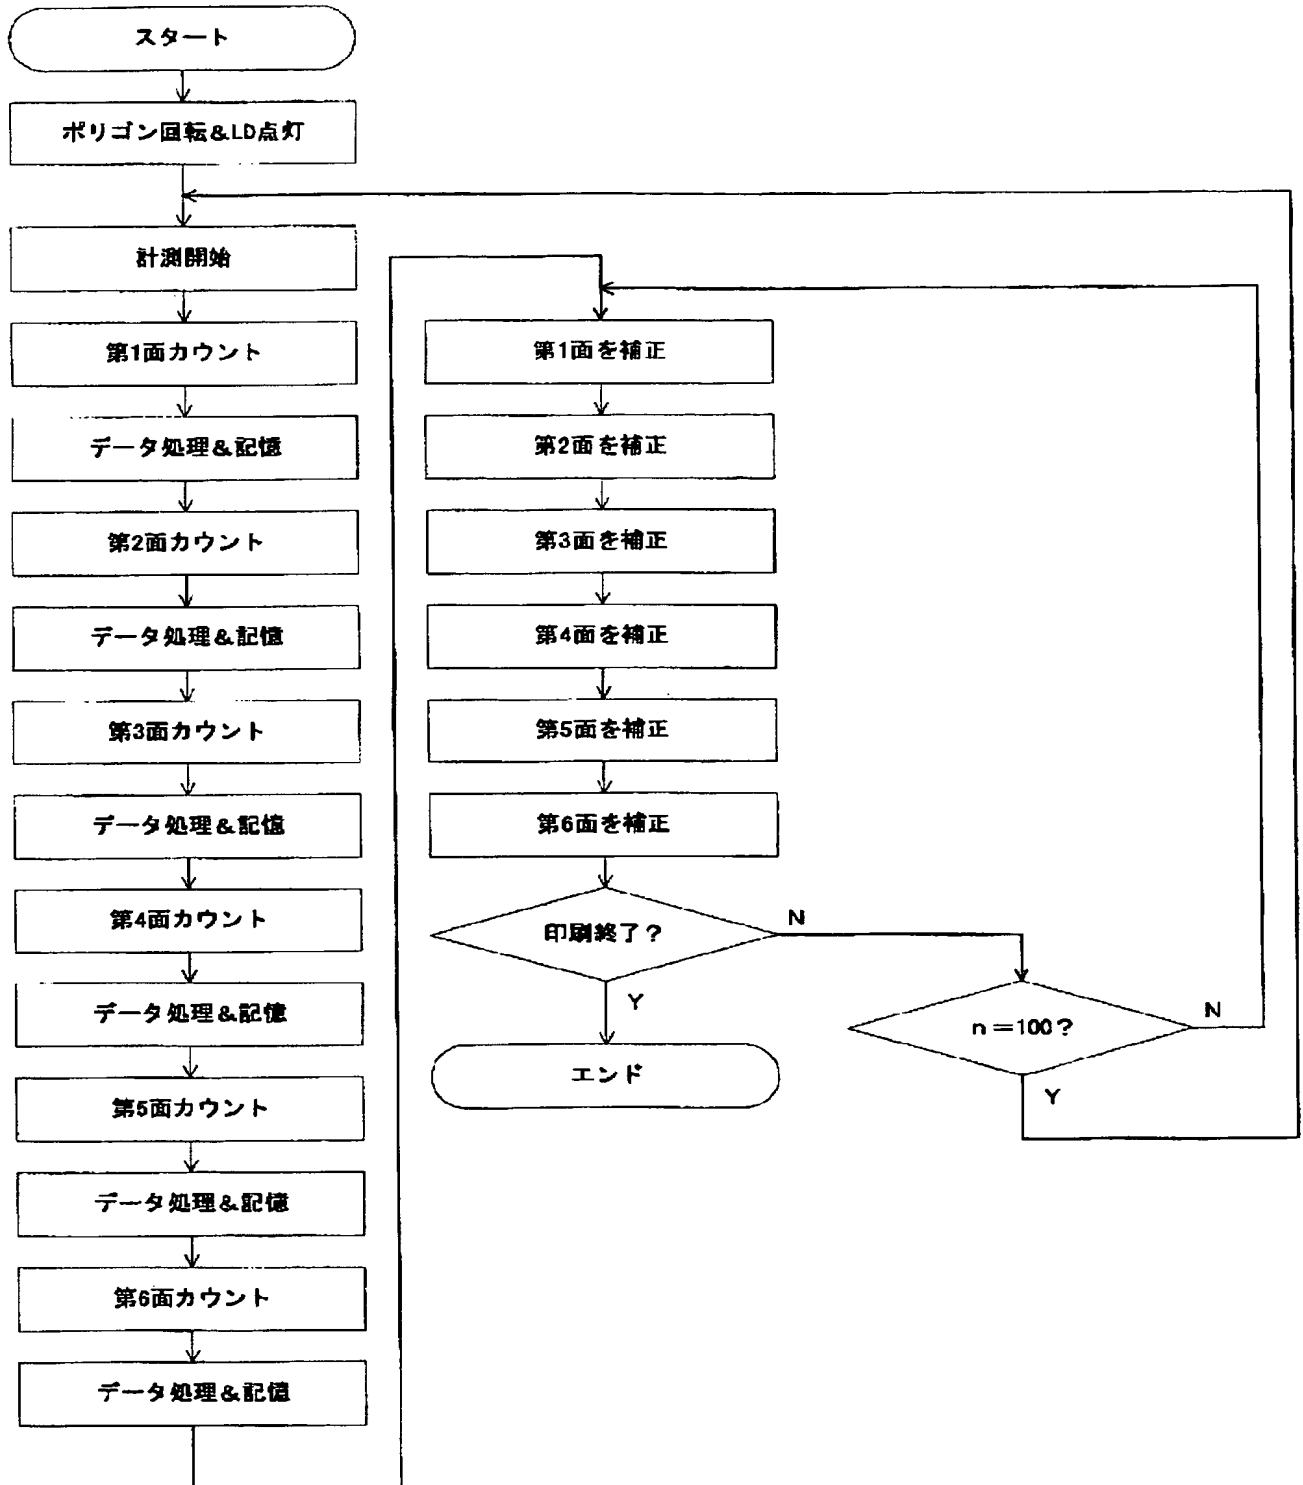 スタート
ポリゴン回転&LD点灯
計測開始
第1面カウント
データ処理&記憶
第2面カウント
データ処理&記憶
第3面カウント
データ処理&記憶
第4面カウント
データ処理&記憶
第5面カウント
データ処理&記憶
第6面カウント
データ処理&記憶
第1面を補正
第2面を補正
第3面を補正
第4面を補正
第5面を補正
第6面を補正
印刷終了?
N
Y
エンド
n=100?
N
Y